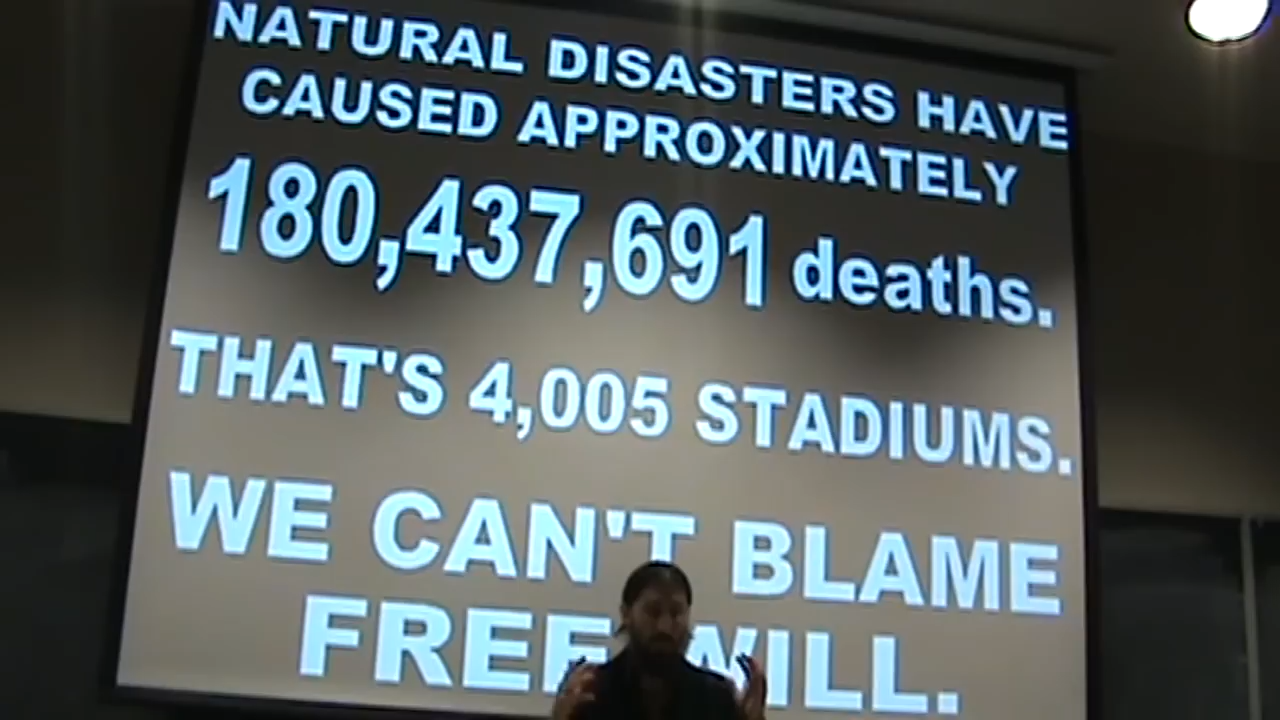 NATURAL DISASTERS HAVE
CAUSED APPROXIMATELY
180,437,691 deaths.
THAT'S 4,005 STADIUMS.
WE CAN'T BLAME
FREE WILL.